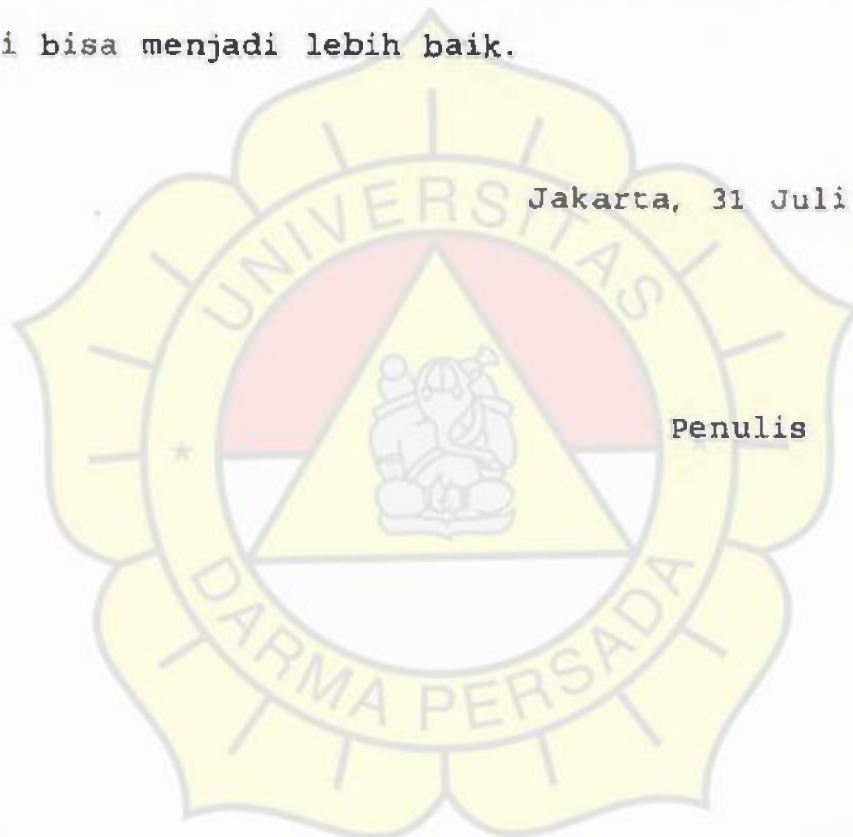 i bisa menjadi lebih baik.
Jakarta, 31 Juli
Penulis
UNIVERSITAS
DARMA PERSADA